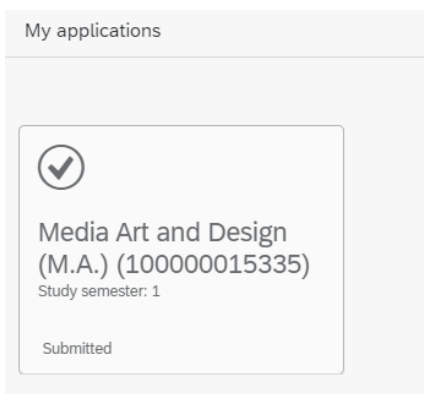 My applications
Media Art and Design
(M.A.) (100000015335)
Study semester: 1
Submitted